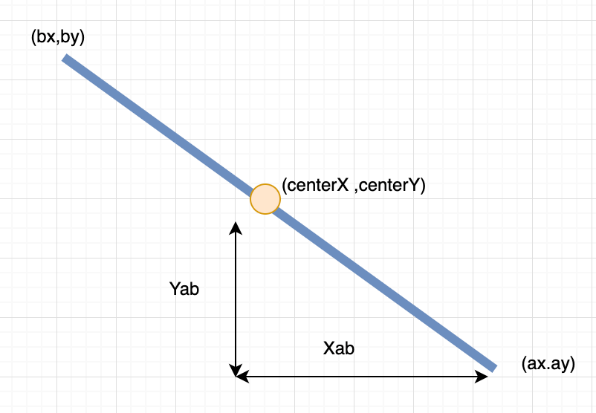 (bx,by)
(centerX ,centerY)
Yab
Xab
(ax.ay)